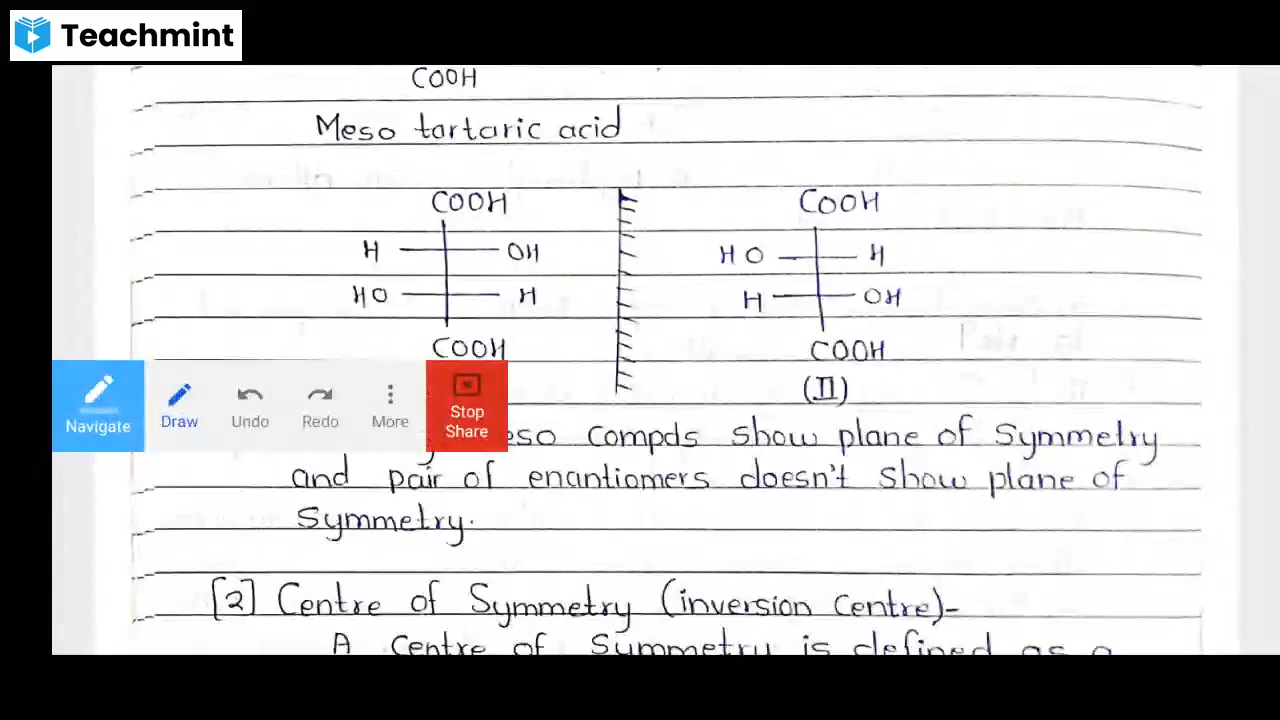 Teachmint
COOH
Meso tartaric acid
COOH COOH
H OH HO H
HO H H OH
COOH COOH
(II)
Navigate Draw Undo Redo More Stop Share
compds show plane of symmetry
and pair of enantiomers doesn't show plane of
symmetry.
[2] Centre of Symmetry (inversion centre)-
A centre of Symmetry is defined as a